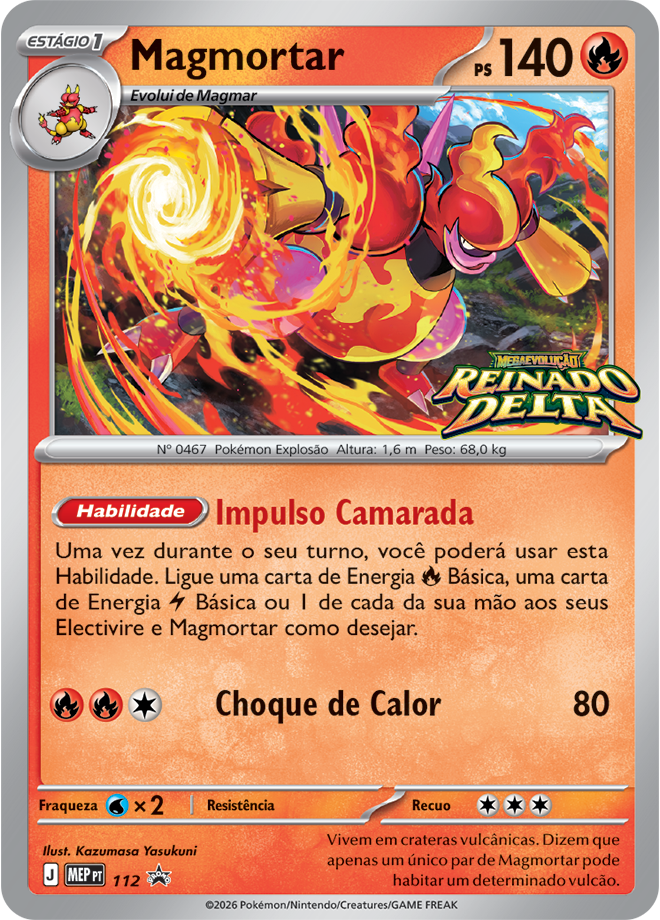 ESTÁGIO 1
Magmortar
PS 140
Evolui de Magmar
MEGAEVOLUÇÃO
REINADO
DELTA
Nº 0467 Pokémon Explosão Altura: 1,6 m Peso: 68,0 kg
Habilidade Impulso Camarada
Uma vez durante o seu turno, você poderá usar esta
Habilidade. Ligue uma carta de Energia Básica, uma carta
de Energia Básica ou 1 de cada da sua mão aos seus
Electivire e Magmortar como desejar.
Choque de Calor 80
Fraqueza × 2 Resistência Recuo
Ilust. Kazumasa Yasukuni
J MEP PT 112 PROMO
Vivem em crateras vulcânicas. Dizem que
apenas um único par de Magmortar pode
habitar um determinado vulcão.
©2026 Pokémon/Nintendo/Creatures/GAME FREAK